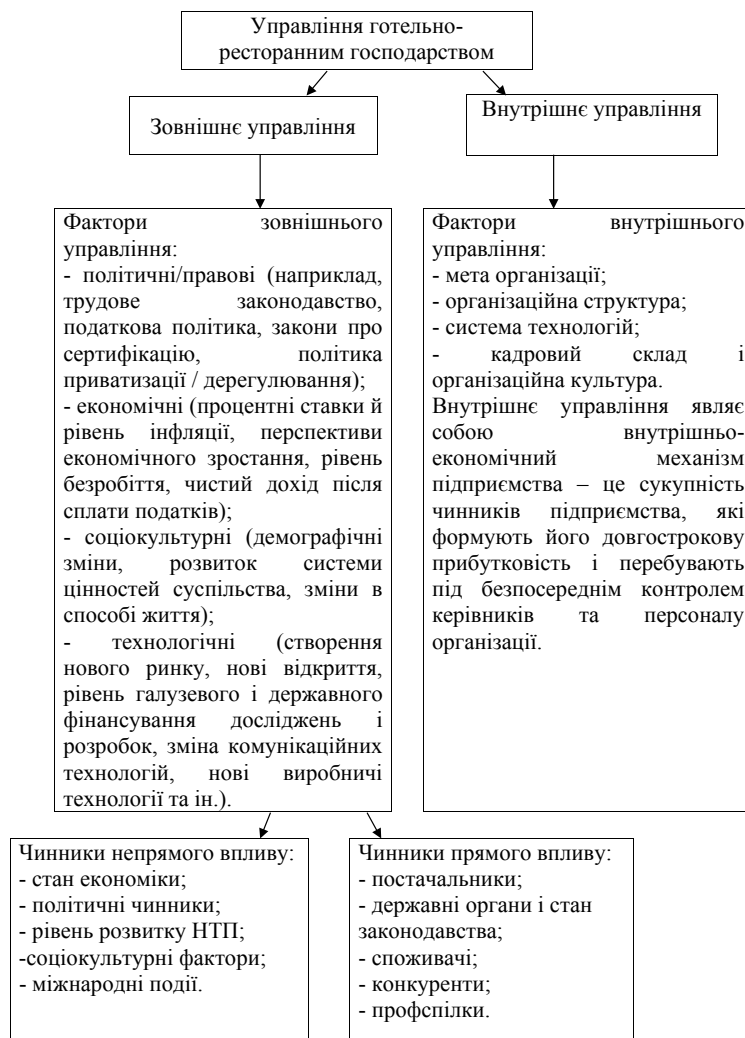 Управління готельно-
ресторанним господарством
Зовнішнє управління
Внутрішнє управління
Фактори зовнішнього
управління:
- політичні/правові (наприклад,
трудове законодавство,
податкова політика, закони про
сертифікацію, політика
приватизації / дерегулювання);
- економічні (процентні ставки й
рівень інфляції, перспективи
економічного зростання, рівень
безробіття, чистий дохід після
сплати податків);
- соціокультурні (демографічні
зміни, розвиток системи
цінностей суспільства, зміни в
способі життя);
- технологічні (створення
нового ринку, нові відкриття,
рівень галузевого і державного
фінансування досліджень і
розробок, зміна комунікаційних
технологій, нові виробничі
технології та ін.).
Фактори внутрішнього
управління:
- мета організації;
- організаційна структура;
- система технологій;
- кадровий склад і
організаційна культура.
Внутрішнє управління являє
собою внутрішньо-
економічний механізм
підприємства – це сукупність
чинників підприємства, які
формують його довгострокову
прибутковість і перебувають
під безпосереднім контролем
керівників та персоналу
організації.
Чинники непрямого впливу:
- стан економіки;
- політичні чинники;
- рівень розвитку НТП;
-соціокультурні фактори;
- міжнародні події.
Чинники прямого впливу:
- постачальники;
- державні органи і стан
законодавства;
- споживачі;
- конкуренти;
- профспілки.